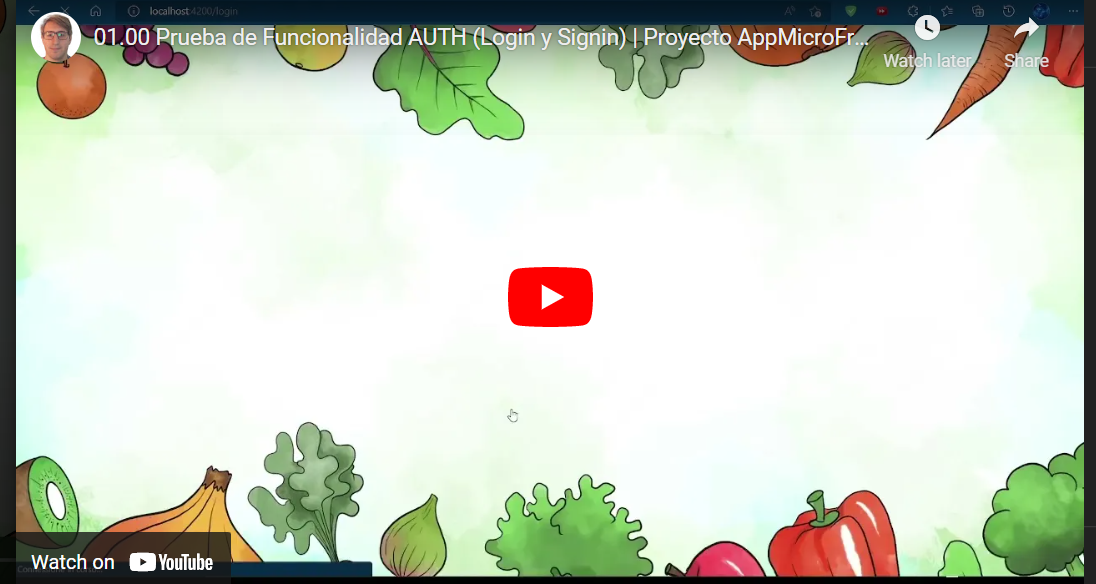 localhost:4200/login
01.00 Prueba de Funcionalidad AUTH (Login y Signin) | Proyecto AppMicroFr...
Watch later
Share
Watch on YouTube